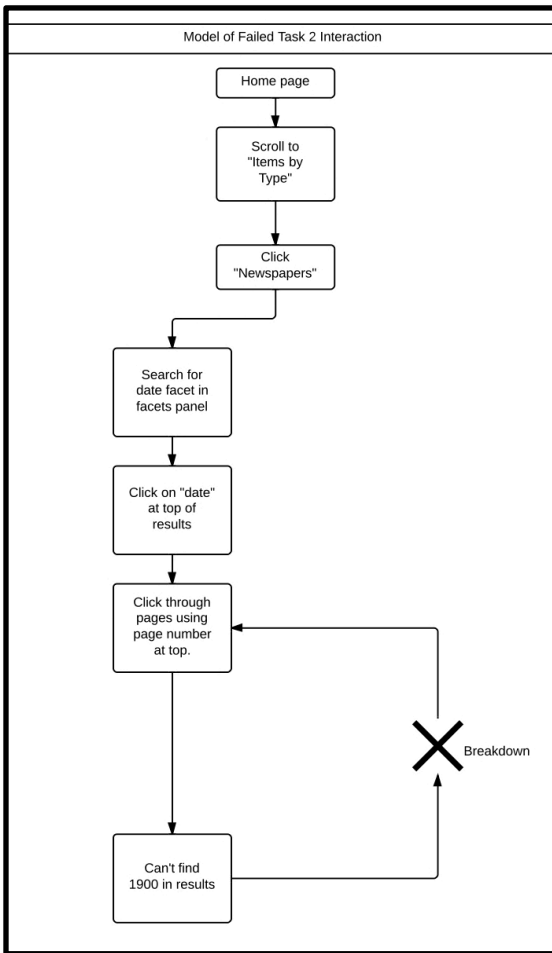 Model of Failed Task 2 Interaction
Home page
Scroll to
"Items by
Type"
Click
"Newspapers"
Search for
date facet in
facets panel
Click on "date"
at top of
results
Click through
pages using
page number
at top.
Breakdown
Can't find
1900 in results